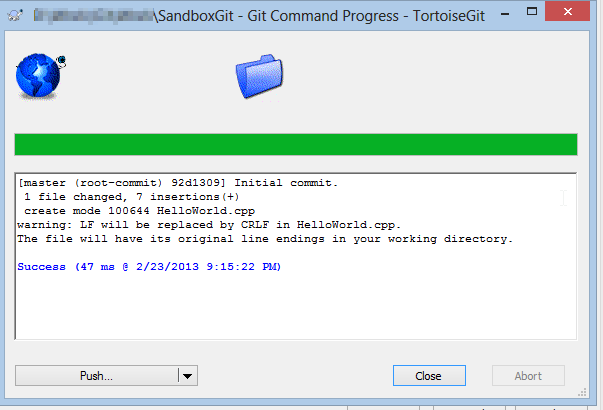 \SandboxGit - Git Command Progress - TortoiseGit
[master (root-commit) 92d1309] Initial commit.
1 file changed, 7 insertions(+)
create mode 100644 HelloWorld.cpp
warning: LF will be replaced by CRLF in HelloWorld.cpp.
The file will have its original line endings in your working directory.
Success (47 ms @ 2/23/2013 9:15:22 PM)
Push...
Close
Abort